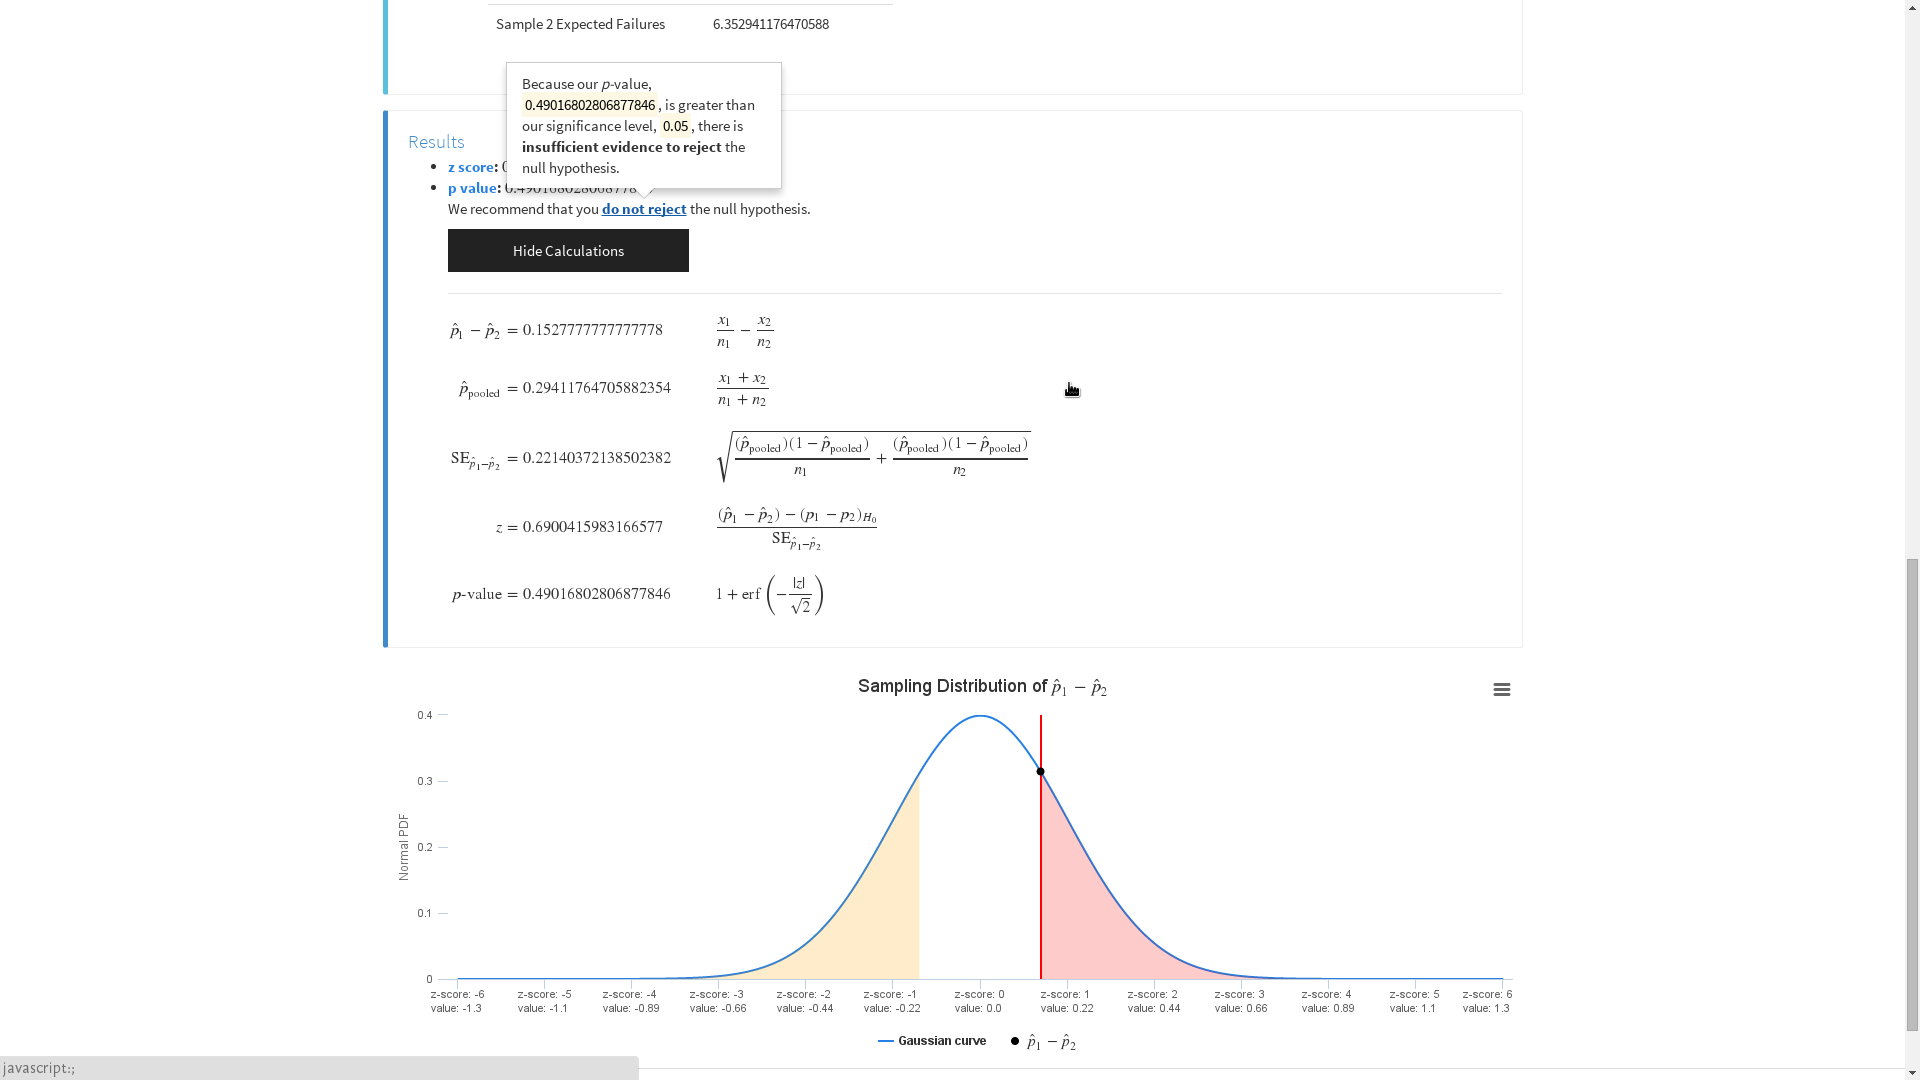 Sample 2 Expected Failures 6.352941176470588
Because our p-value,
0.49016802806877846 , is greater than
our significance level, 0.05 , there is
insufficient evidence to reject the
null hypothesis.
Results
z score:
p value: 0.49016802806877846
We recommend that you do not reject the null hypothesis.
Hide Calculations
p̂₁ − p̂₂ = 0.1527777777777778 x₁/n₁ − x₂/n₂
p̂pooled = 0.29411764705882354 (x₁ + x₂)/(n₁ + n₂)
SEp̂₁−p̂₂ = 0.22140372138502382 √((p̂pooled)(1 − p̂pooled)/n₁ + (p̂pooled)(1 − p̂pooled)/n₂)
z = 0.6900415983166577 ((p̂₁ − p̂₂) − (p₁ − p₂)H₀)/SEp̂₁−p̂₂
p-value = 0.49016802806877846 1 + erf (−|z|/√2)
Sampling Distribution of p̂₁ − p̂₂
Normal PDF
0.4
0.3
0.2
0.1
0
z-score: -6 z-score: -5 z-score: -4 z-score: -3 z-score: -2 z-score: -1 z-score: 0 z-score: 1 z-score: 2 z-score: 3 z-score: 4 z-score: 5 z-score: 6
value: -1.3 value: -1.1 value: -0.89 value: -0.66 value: -0.44 value: -0.22 value: 0.0 value: 0.22 value: 0.44 value: 0.66 value: 0.89 value: 1.1 value: 1.3
Gaussian curve p̂₁ − p̂₂
javascript:;